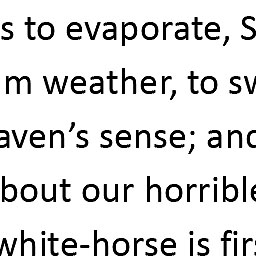 s to evaporate, S
m weather, to sw
aven’s sense; and
bout our horrible
white-horse is firs